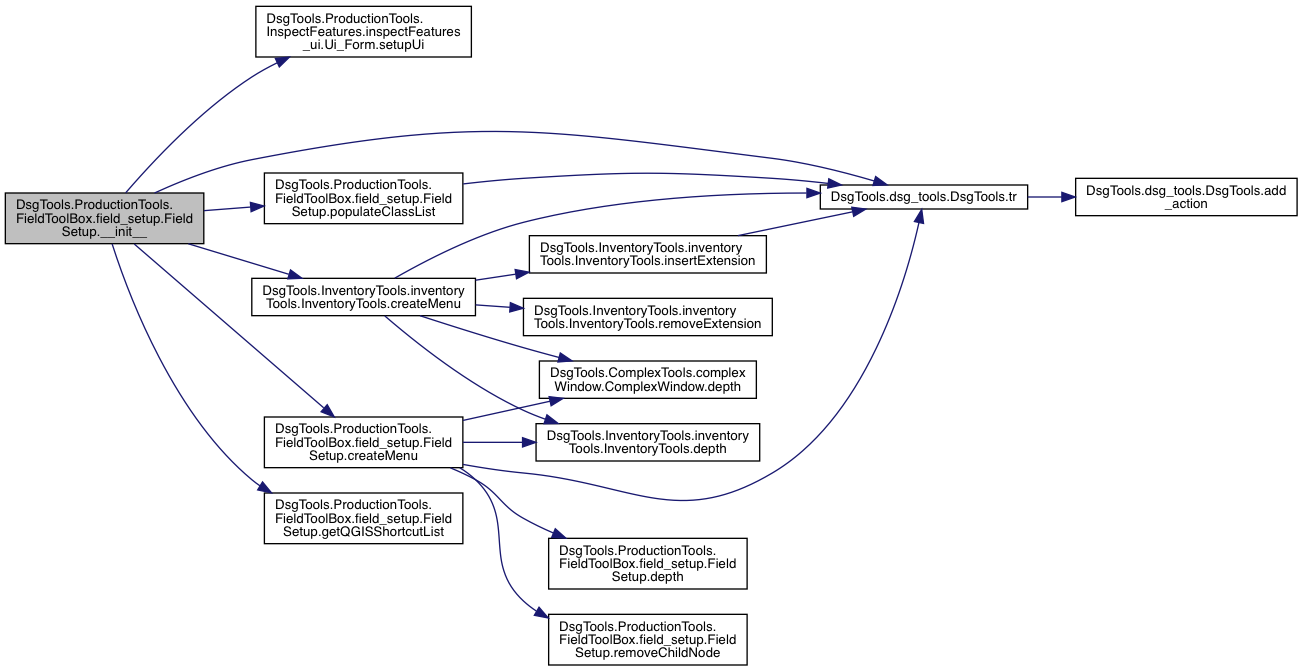 DsgTools.ProductionTools.
InspectFeatures.inspectFeatures
_ui.Ui_Form.setupUi
DsgTools.ProductionTools.
FieldToolBox.field_setup.Field
Setup.__init__
DsgTools.ProductionTools.
FieldToolBox.field_setup.Field
Setup.populateClassList
DsgTools.dsg_tools.DsgTools.tr
DsgTools.dsg_tools.DsgTools.add
_action
DsgTools.InventoryTools.inventory
Tools.InventoryTools.insertExtension
DsgTools.InventoryTools.inventory
Tools.InventoryTools.createMenu
DsgTools.InventoryTools.inventory
Tools.InventoryTools.removeExtension
DsgTools.ComplexTools.complex
Window.ComplexWindow.depth
DsgTools.ProductionTools.
FieldToolBox.field_setup.Field
Setup.createMenu
DsgTools.InventoryTools.inventory
Tools.InventoryTools.depth
DsgTools.ProductionTools.
FieldToolBox.field_setup.Field
Setup.getQGISShortcutList
DsgTools.ProductionTools.
FieldToolBox.field_setup.Field
Setup.depth
DsgTools.ProductionTools.
FieldToolBox.field_setup.Field
Setup.removeChildNode